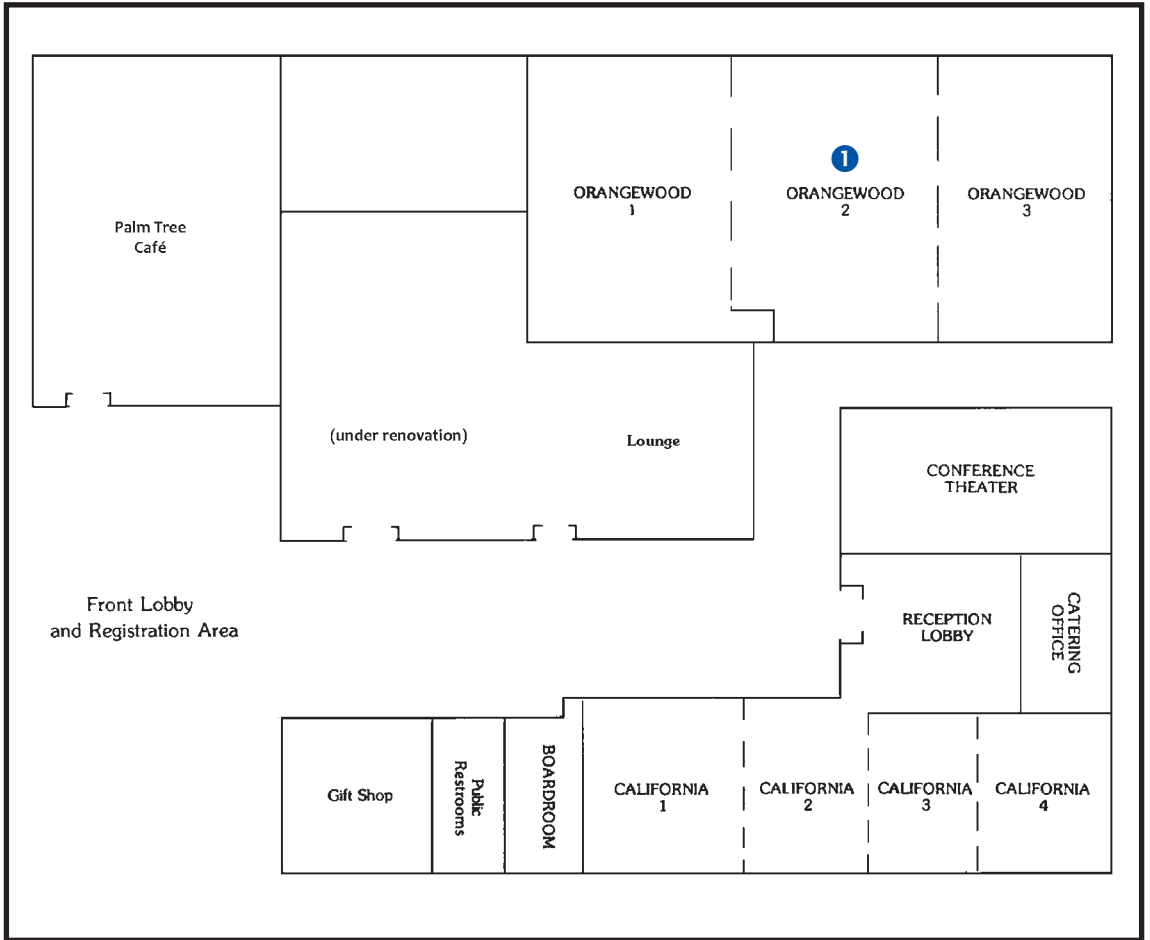 1
ORANGEWOOD
1
ORANGEWOOD
2
ORANGEWOOD
3
Palm Tree
Café
(under renovation)
Lounge
CONFERENCE
THEATER
Front Lobby
and Registration Area
RECEPTION
LOBBY
CATERING
OFFICE
Gift Shop
Public
Restrooms
BOARDROOM
CALIFORNIA
1
CALIFORNIA
2
CALIFORNIA
3
CALIFORNIA
4